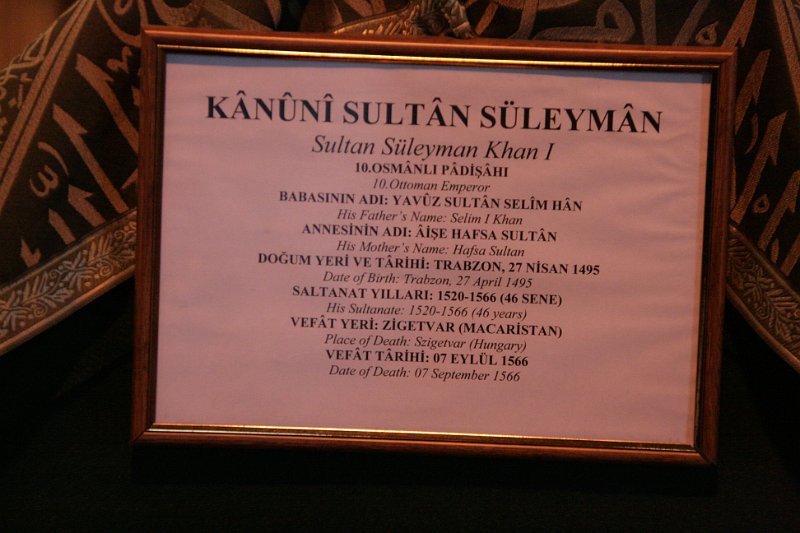 KÂNÛNÎ SULTÂN SÜLEYMÂN
Sultan Süleyman Khan I
10.OSMÂNLI PÂDİŞÂHI
10.Ottoman Emperor
BABASININ ADI: YAVÛZ SULTÂN SELÎM HÂN
His Father's Name: Selim I Khan
ANNESİNİN ADI: ÂİŞE HAFSA SULTÂN
His Mother's Name: Hafsa Sultan
DOĞUM YERİ VE TÂRİHİ: TRABZON, 27 NİSAN 1495
Date of Birth: Trabzon, 27 April 1495
SALTANAT YILLARI: 1520-1566 (46 SENE)
His Sultanate: 1520-1566 (46 years)
VEFÂT YERİ: ZİGETVAR (MACARİSTAN)
Place of Death: Szigetvar (Hungary)
VEFÂT TÂRİHİ: 07 EYLÜL 1566
Date of Death: 07 September 1566